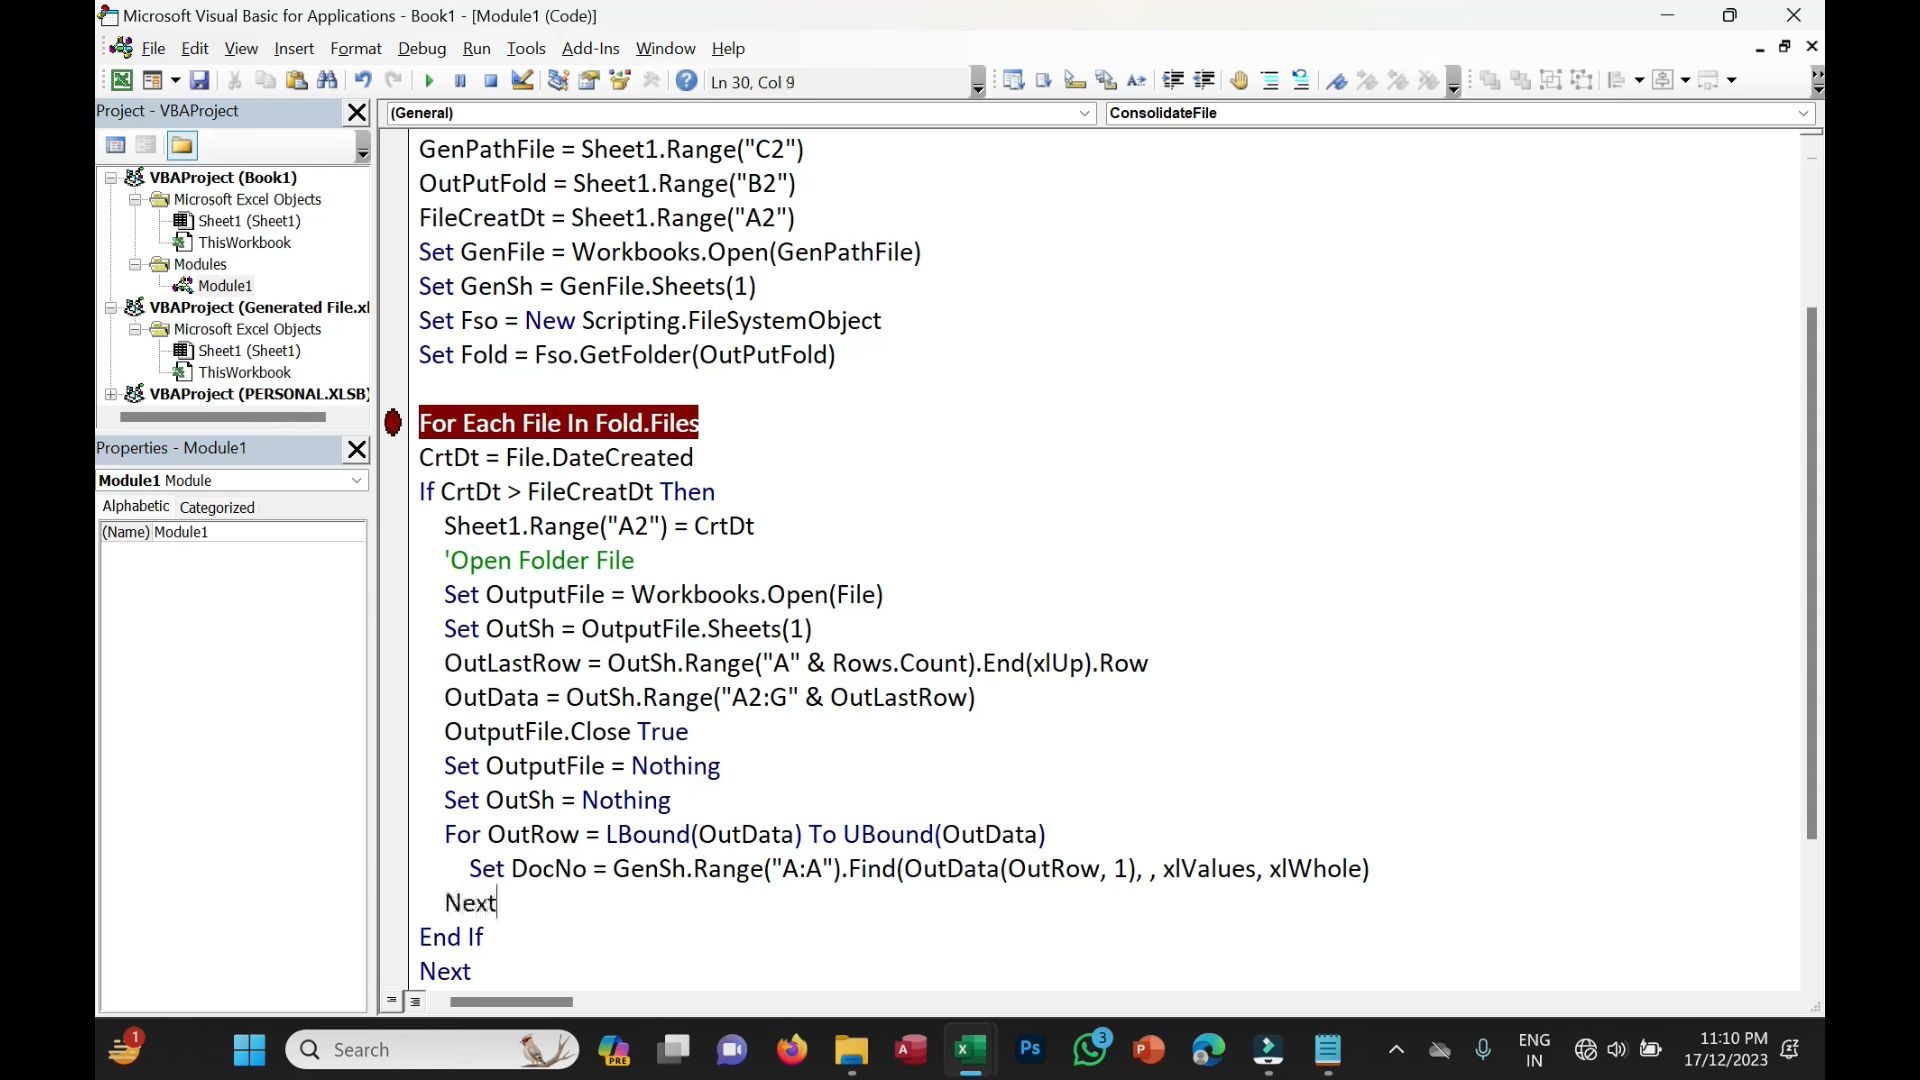 Microsoft Visual Basic for Applications - Book1 - [Module1 (Code)]
File Edit View Insert Format Debug Run Tools Add-Ins Window Help
Ln 30, Col 9
Project - VBAProject
VBAProject (Book1)
Microsoft Excel Objects
Sheet1 (Sheet1)
ThisWorkbook
Modules
Module1
VBAProject (Generated File.xl
Microsoft Excel Objects
Sheet1 (Sheet1)
ThisWorkbook
VBAProject (PERSONAL.XLSB)
Properties - Module1
Module1 Module
Alphabetic Categorized
(Name) Module1
(General) ConsolidateFile
GenPathFile = Sheet1.Range("C2")
OutPutFold = Sheet1.Range("B2")
FileCreatDt = Sheet1.Range("A2")
Set GenFile = Workbooks.Open(GenPathFile)
Set GenSh = GenFile.Sheets(1)
Set Fso = New Scripting.FileSystemObject
Set Fold = Fso.GetFolder(OutPutFold)
For Each File In Fold.Files
CrtDt = File.DateCreated
If CrtDt > FileCreatDt Then
Sheet1.Range("A2") = CrtDt
'Open Folder File
Set OutputFile = Workbooks.Open(File)
Set OutSh = OutputFile.Sheets(1)
OutLastRow = OutSh.Range("A" & Rows.Count).End(xlUp).Row
OutData = OutSh.Range("A2:G" & OutLastRow)
OutputFile.Close True
Set OutputFile = Nothing
Set OutSh = Nothing
For OutRow = LBound(OutData) To UBound(OutData)
Set DocNo = GenSh.Range("A:A").Find(OutData(OutRow, 1), , xlValues, xlWhole)
Next
End If
Next
1
Search
PRE
A
X
Ps
3
P
ENG
IN
11:10 PM
17/12/2023